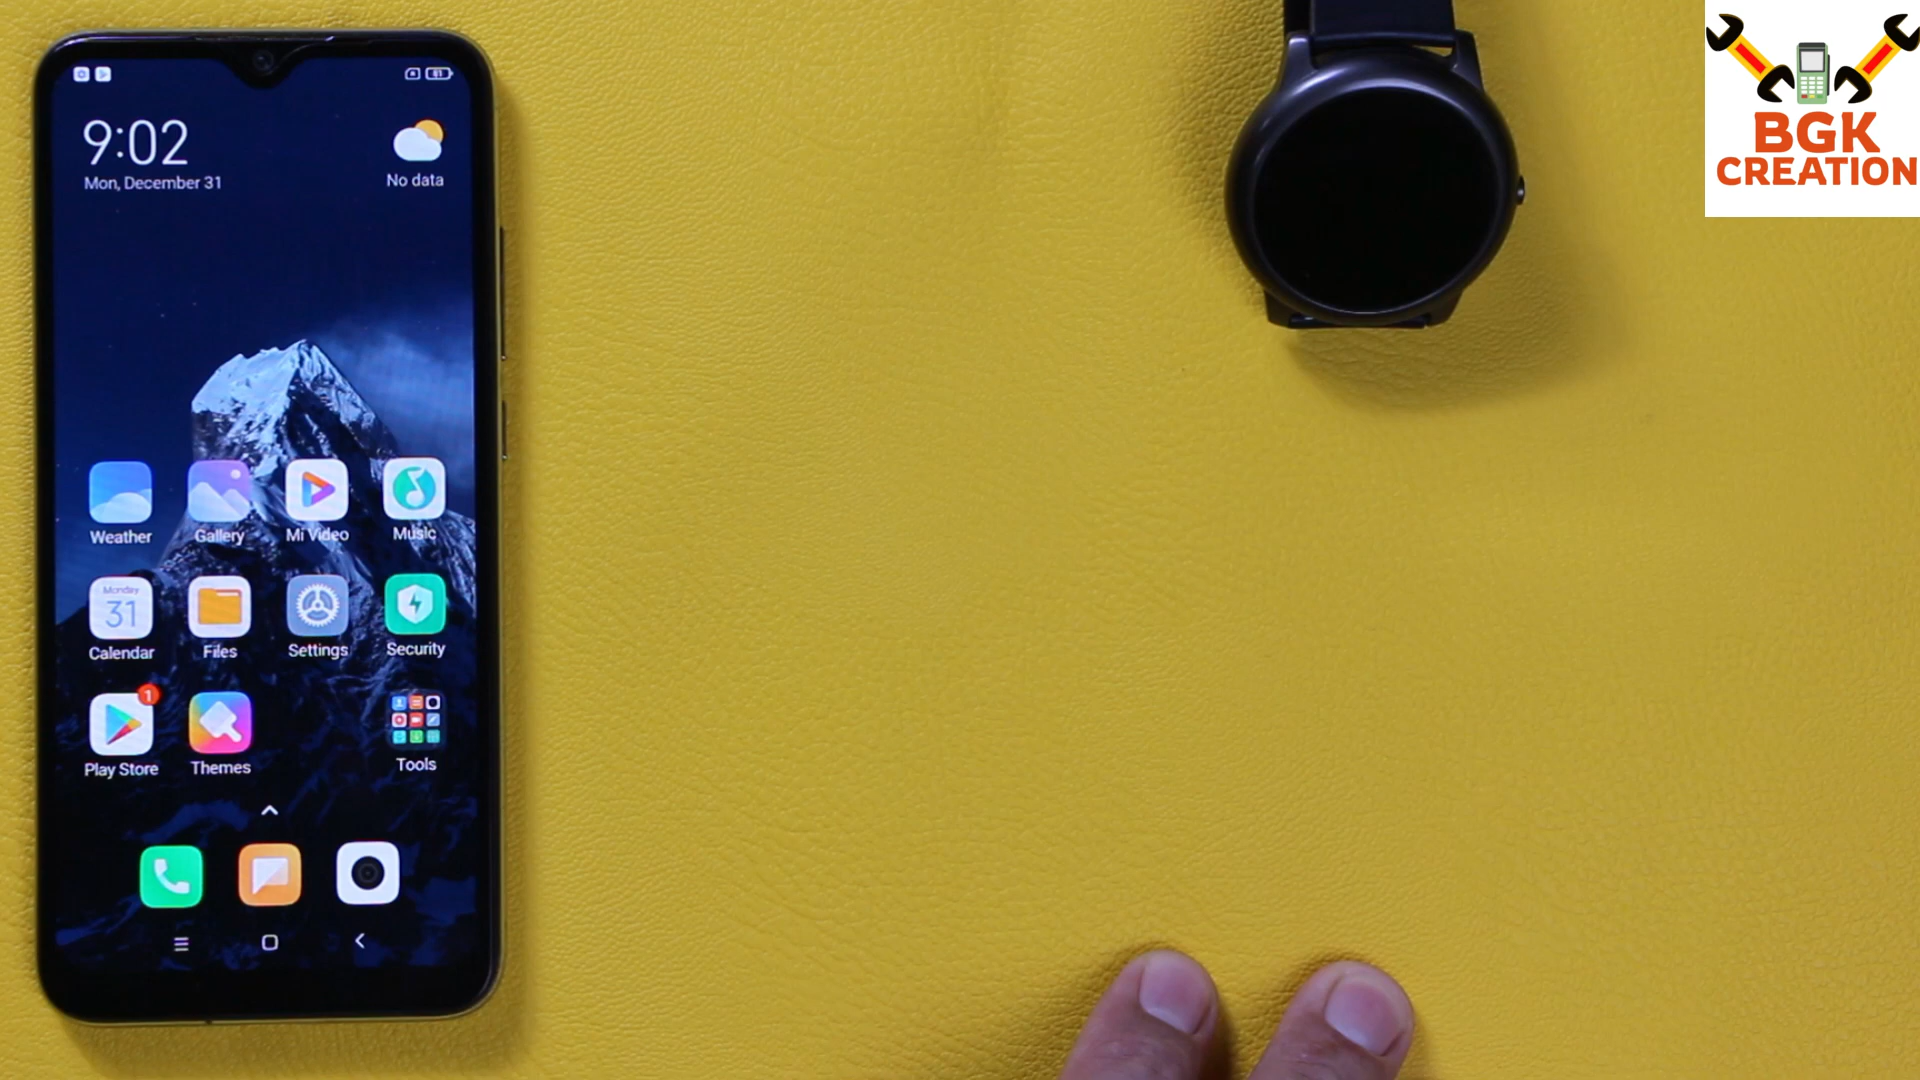 81
9:02
Mon, December 31
No data
Weather
Gallery
Mi Video
Music
Monday
31
Calendar
Files
Settings
Security
1
Play Store
Themes
Tools
BGK
CREATION